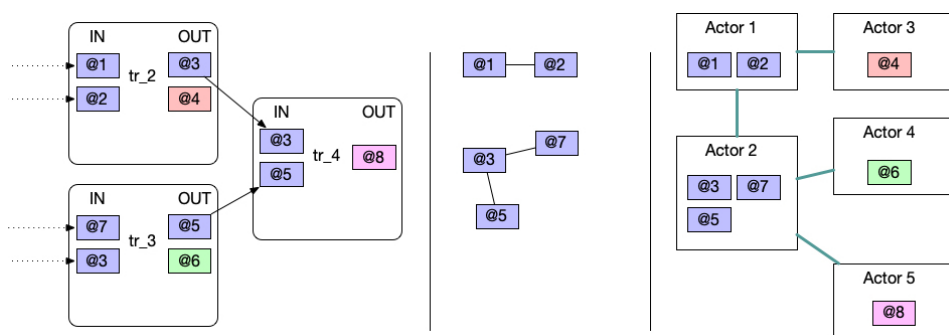 IN OUT
@1 tr_2 @3
@2 @4
IN OUT
@3 tr_4 @8
@5
IN OUT
@7 tr_3 @5
@3 @6
@1 @2
@7
@3
@5
Actor 1
@1 @2
Actor 3
@4
Actor 2
@3 @7
@5
Actor 4
@6
Actor 5
@8